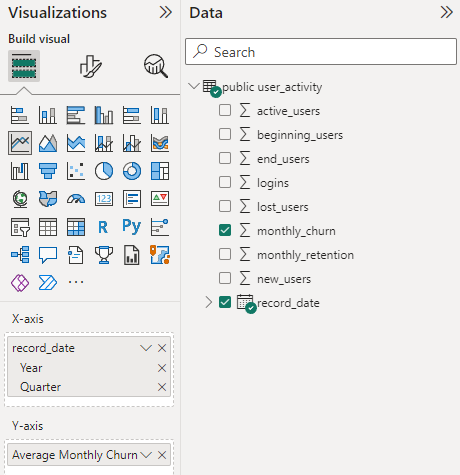 Visualizations
Build visual
123
R
Py
X-axis
record_date
Year
Quarter
Y-axis
Average Monthly Churn
Data
Search
public user_activity
active_users
beginning_users
end_users
logins
lost_users
monthly_churn
monthly_retention
new_users
record_date